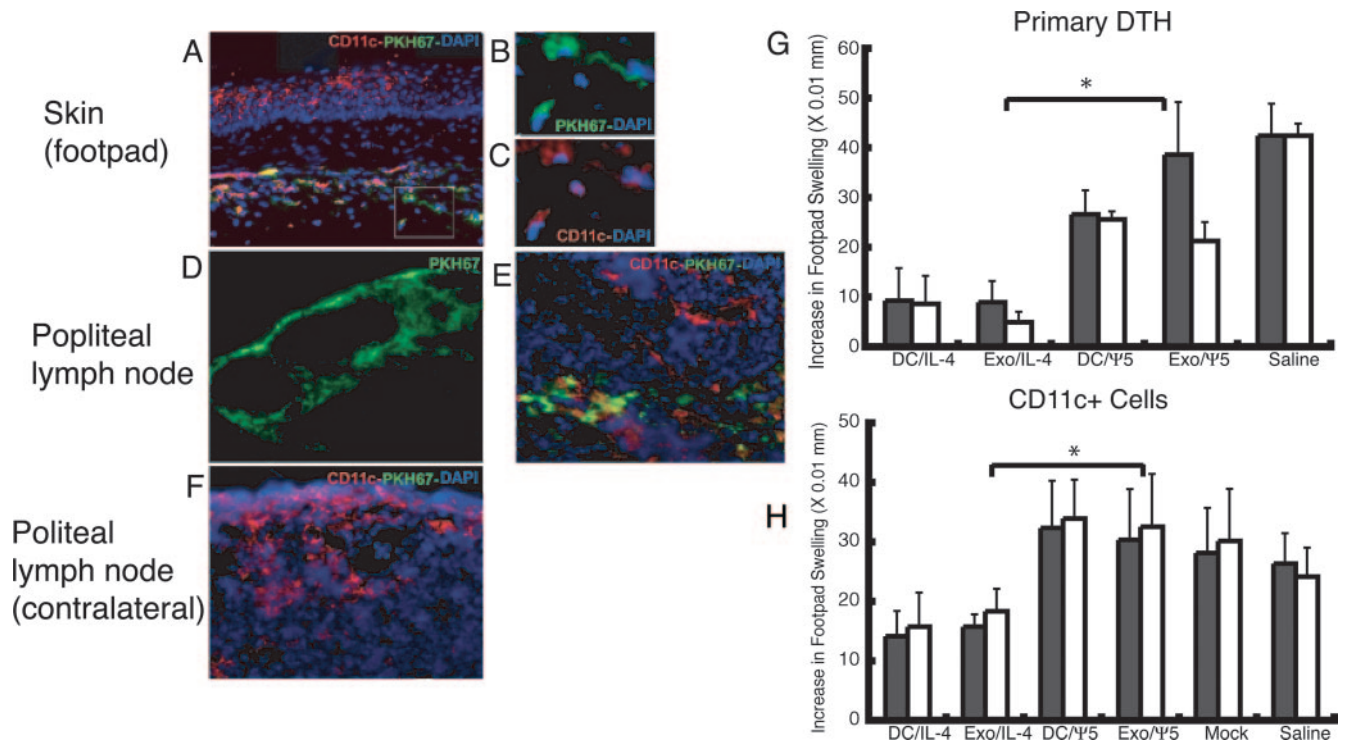 A
CD11c-PKH67-DAPI
B
PKH67-DAPI
C
CD11c-DAPI
Skin
(footpad)
D
PKH67
E
CD11c-PKH67-DAPI
Popliteal
lymph node
F
CD11c-PKH67-DAPI
Politeal
lymph node
(contralateral)
G
Primary DTH
Increase in Footpad Swelling (X 0.01 mm)
60
50
40
30
20
10
0
*
DC/IL-4 Exo/IL-4 DC/Ψ5 Exo/Ψ5 Saline
H
CD11c+ Cells
Increase in Footpad Swelling (X 0.01 mm)
50
40
30
20
10
0
*
DC/IL-4 Exo/IL-4 DC/Ψ5 Exo/Ψ5 Mock Saline